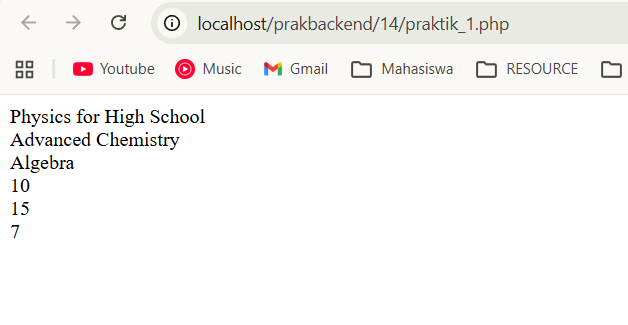 localhost/prakbackend/14/praktik_1.php
Youtube Music Gmail Mahasiswa RESOURCE
Physics for High School
Advanced Chemistry
Algebra
10
15
7